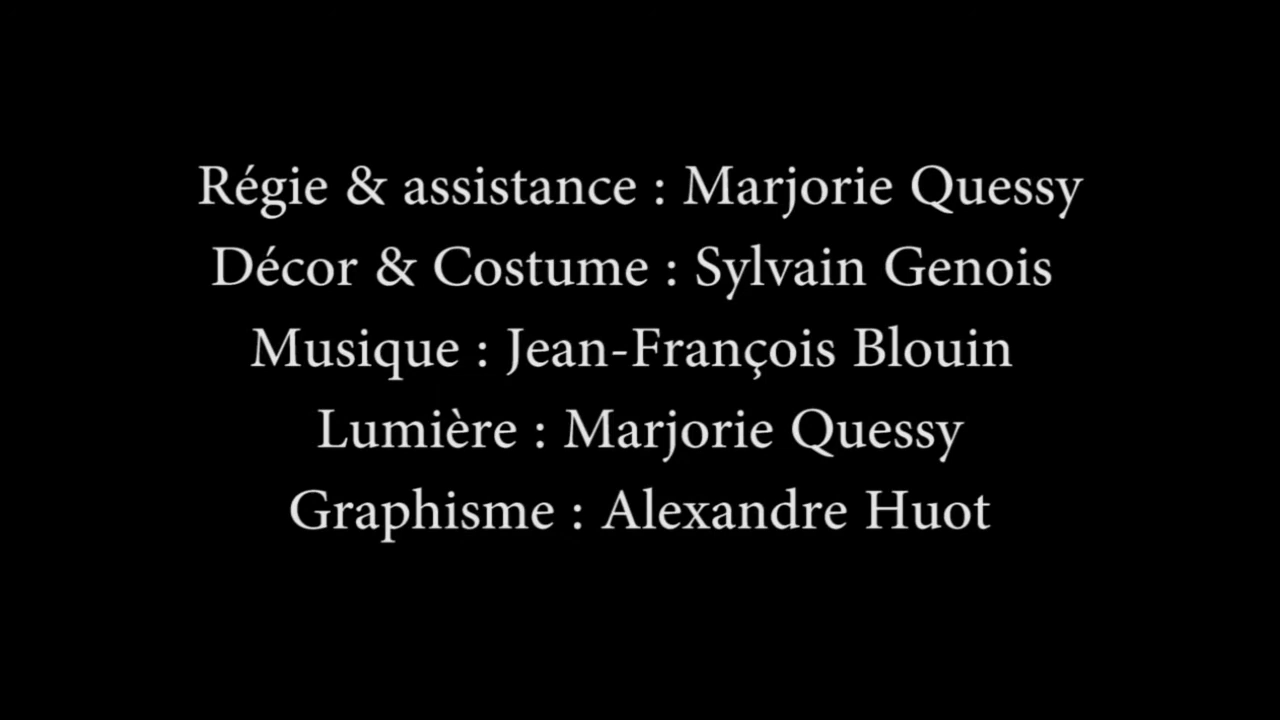 Régie & assistance : Marjorie Quessy
Décor & Costume : Sylvain Genois
Musique : Jean-François Blouin
Lumière : Marjorie Quessy
Graphisme : Alexandre Huot